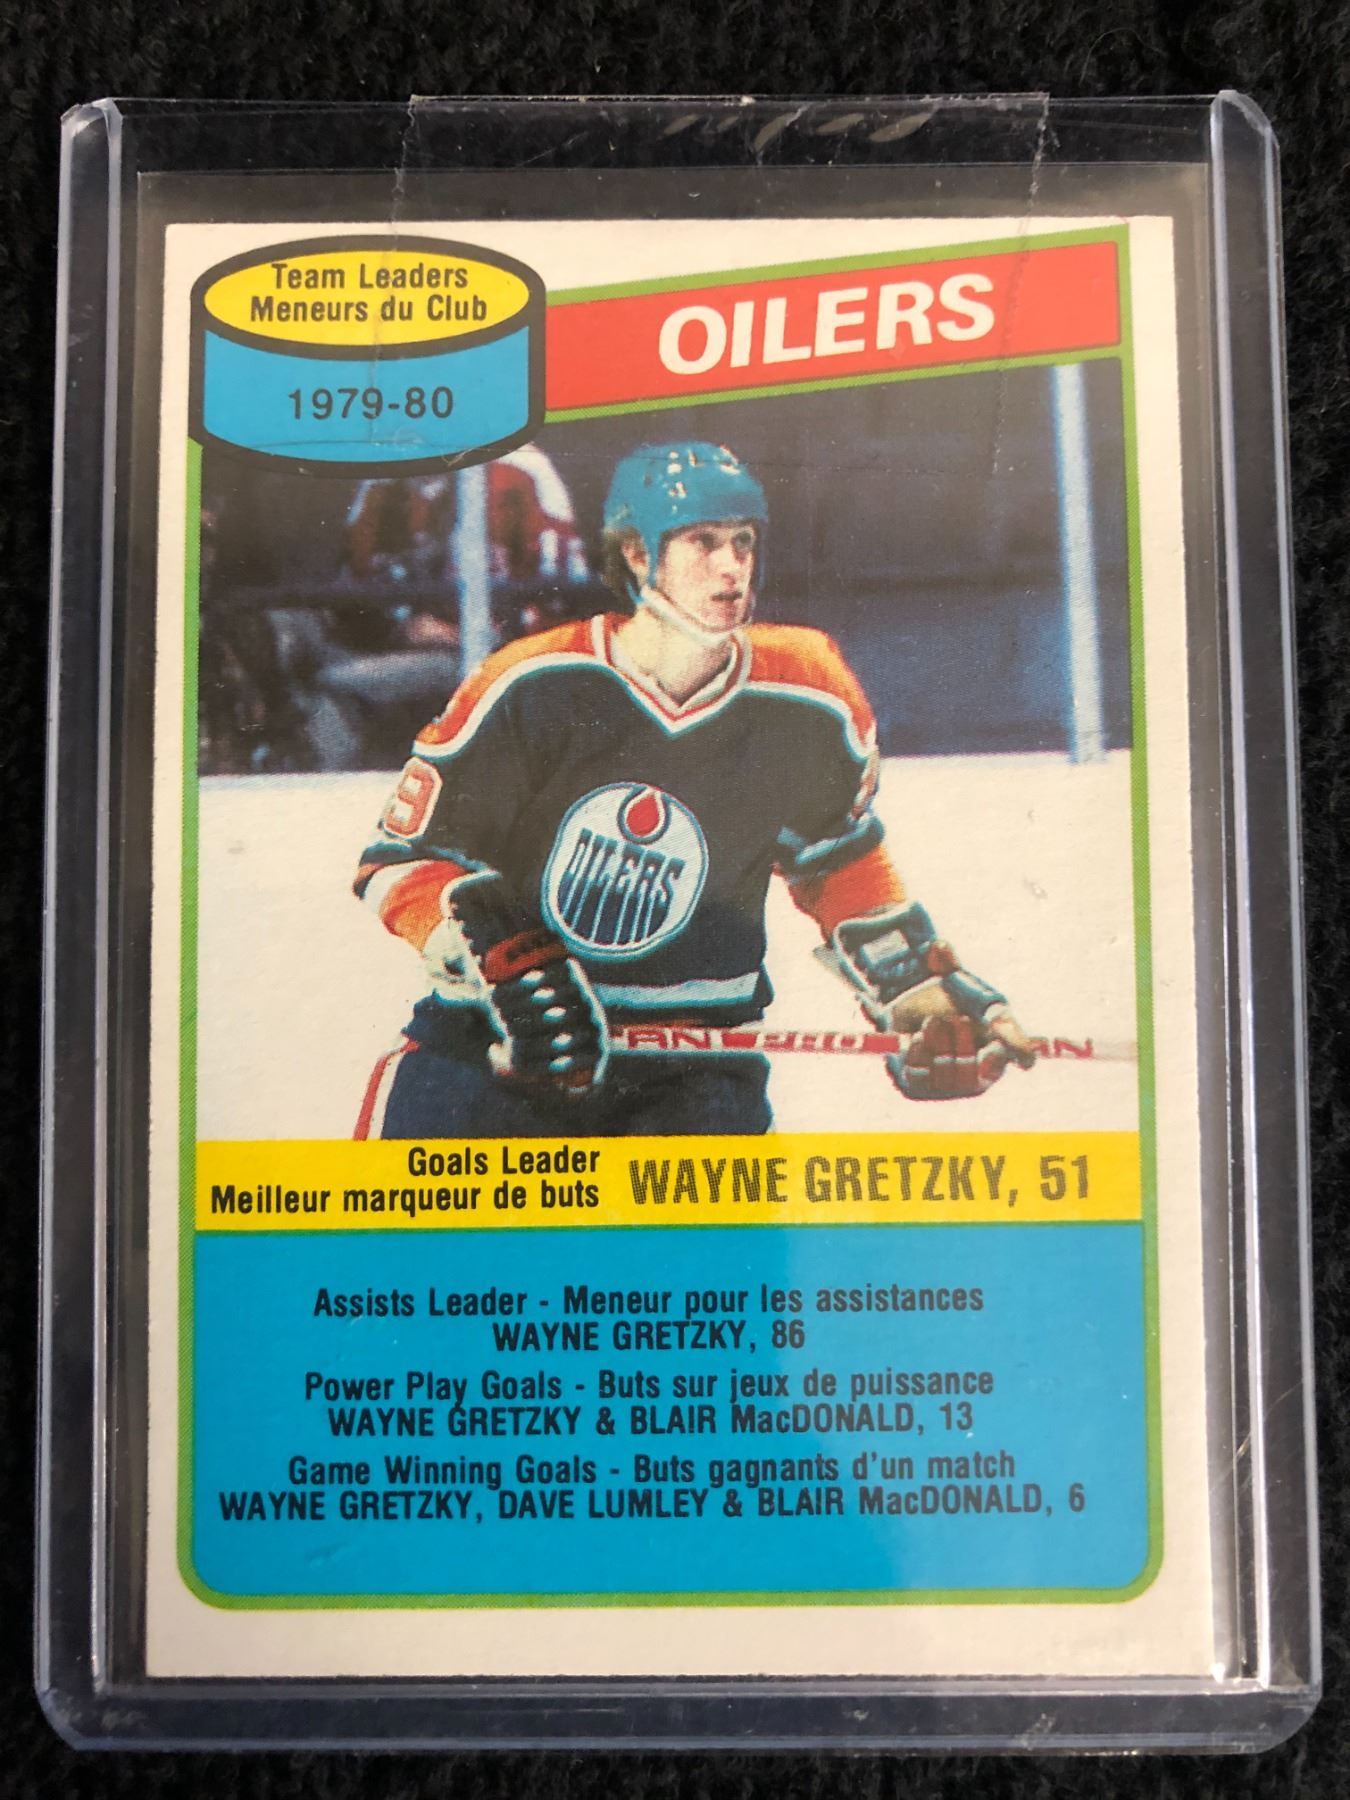 Team Leaders
Meneurs du Club
1979-80
OILERS
9
OILERS
Goals Leader
Meilleur marqueur de buts
WAYNE GRETZKY, 51
Assists Leader - Meneur pour les assistances
WAYNE GRETZKY, 86
Power Play Goals - Buts sur jeux de puissance
WAYNE GRETZKY & BLAIR MacDONALD, 13
Game Winning Goals - Buts gagnants d'un match
WAYNE GRETZKY, DAVE LUMLEY & BLAIR MacDONALD, 6